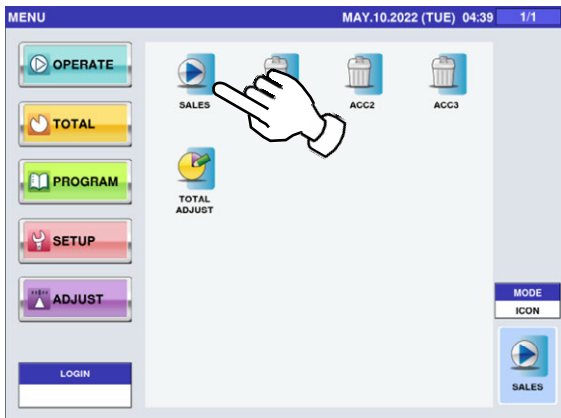 MENU
MAY.10.2022 (TUE) 04:39
1/1
OPERATE
TOTAL
PROGRAM
SETUP
ADJUST
LOGIN
SALES
ACC2
ACC3
TOTAL
ADJUST
MODE
ICON
SALES